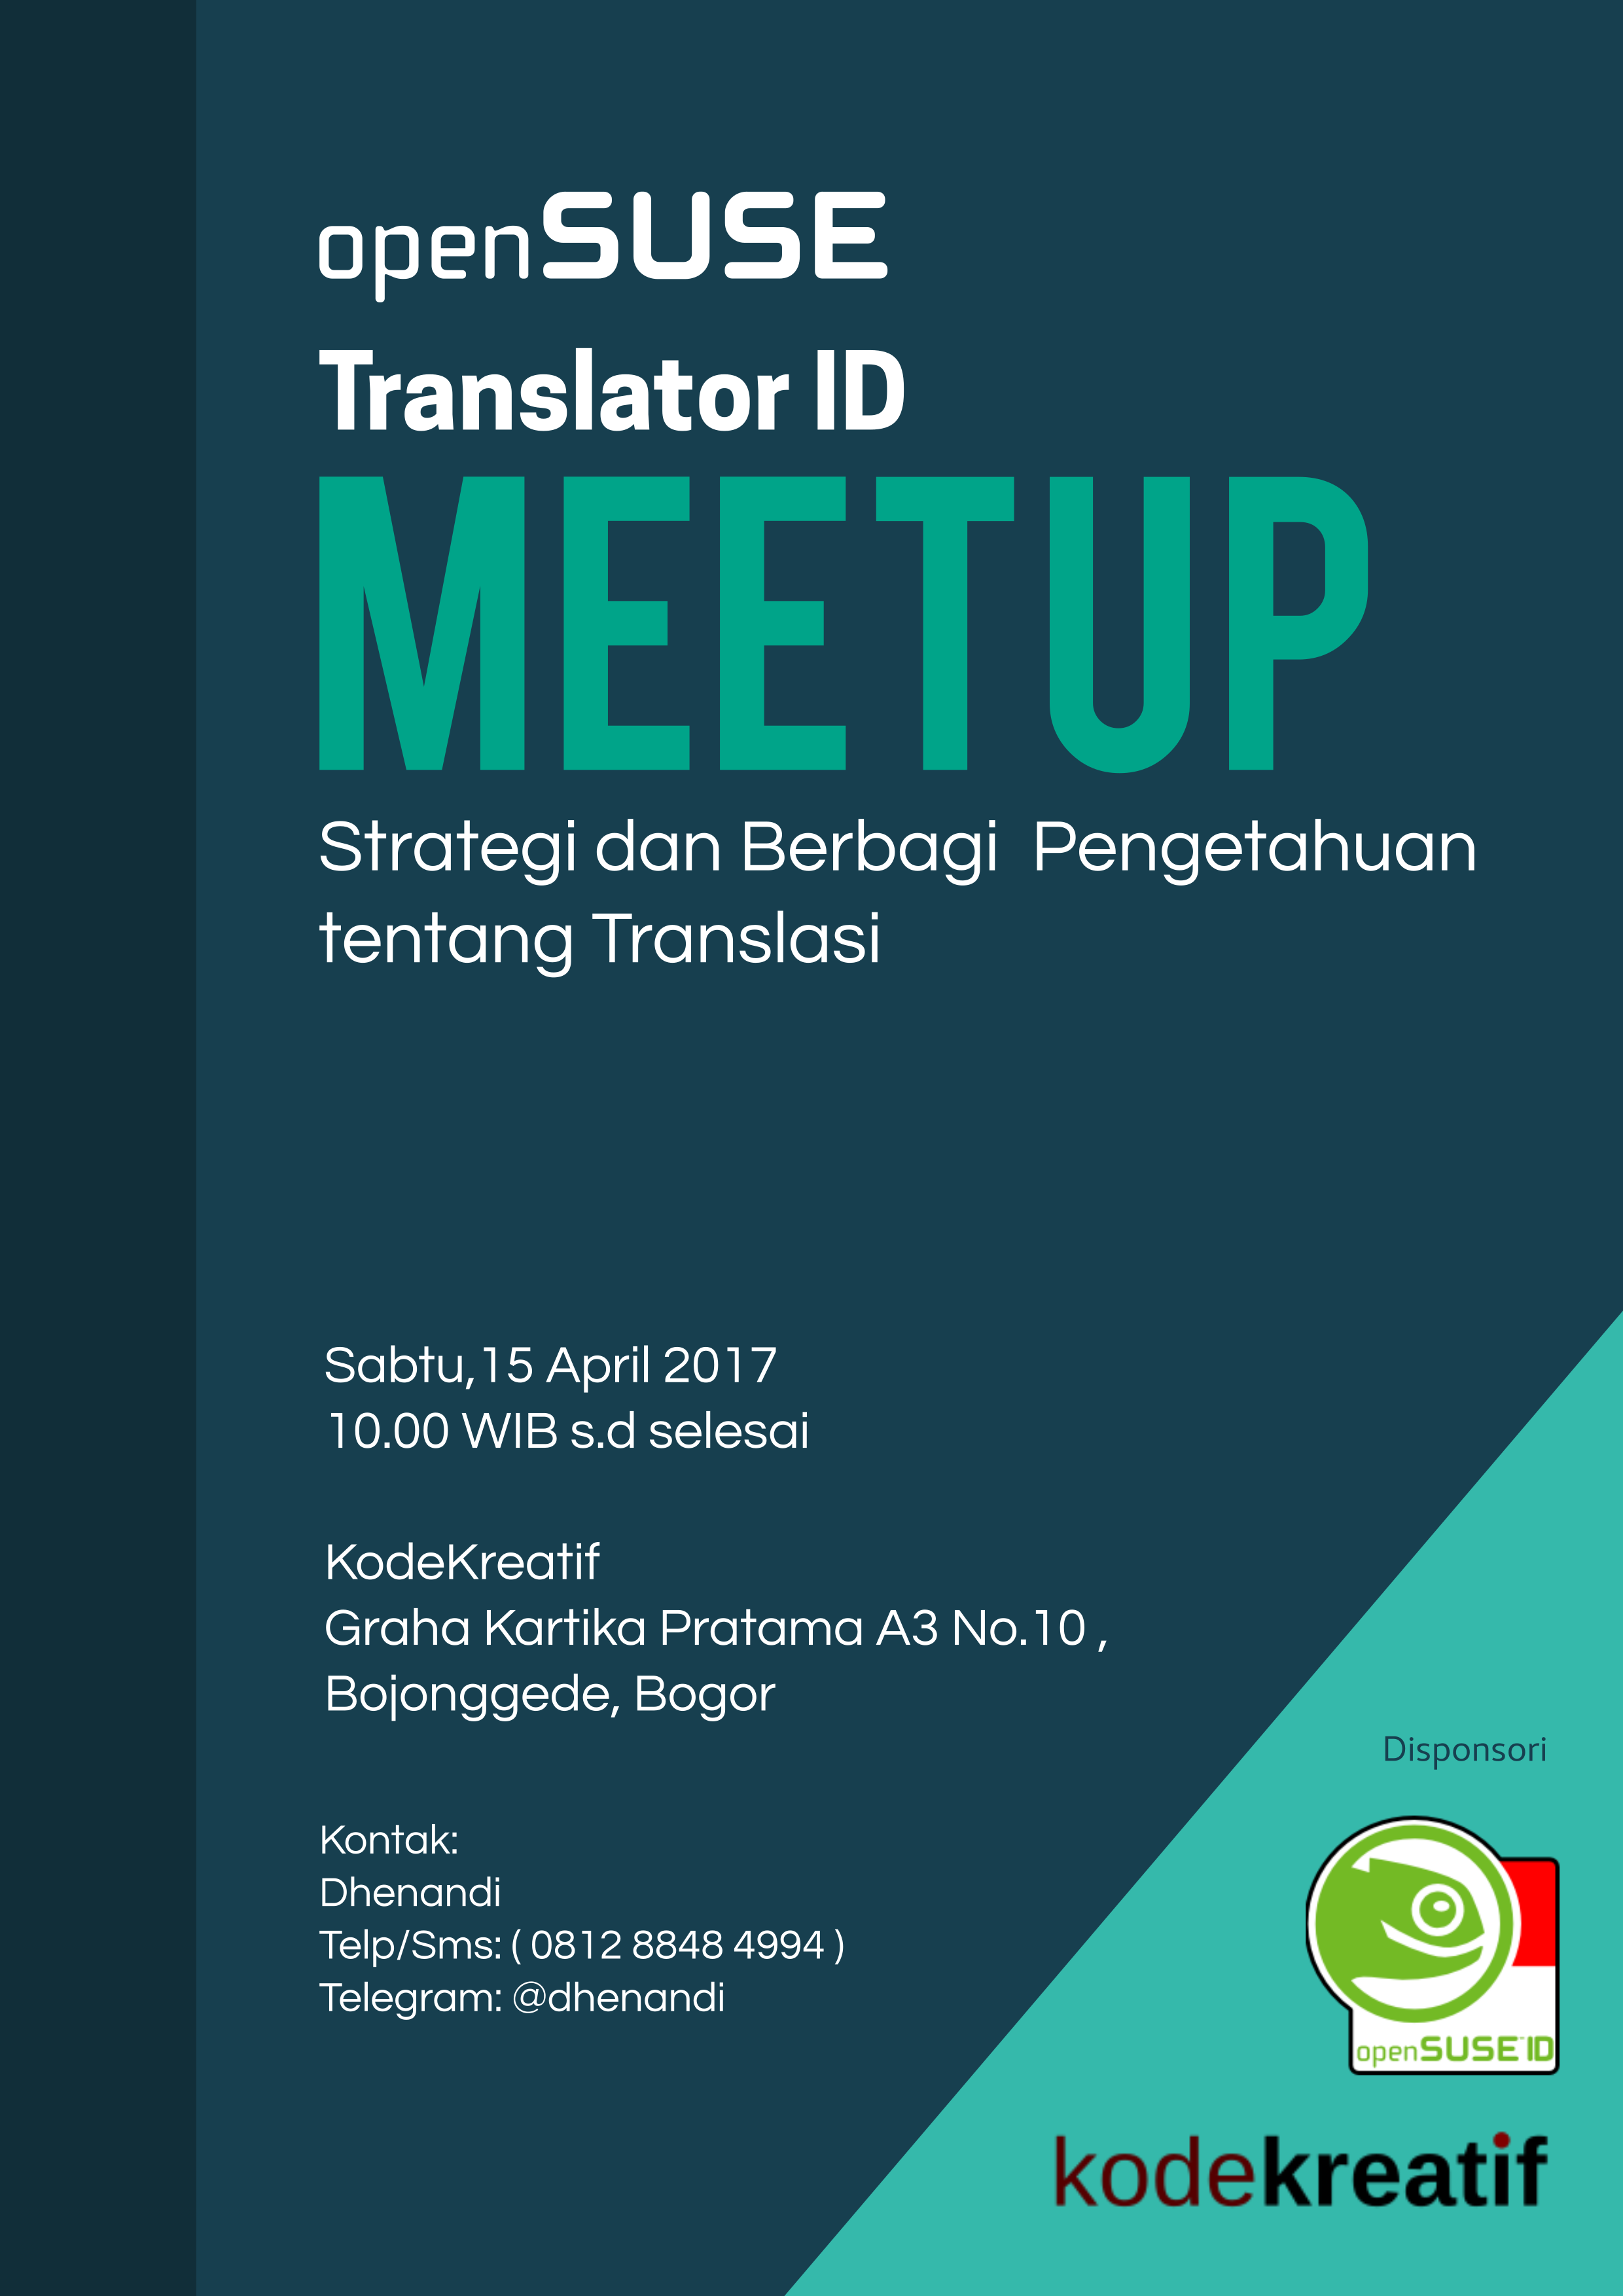 openSUSE
Translator ID
MEETUP
Strategi dan Berbagi Pengetahuan
tentang Translasi
Sabtu,15 April 2017
10.00 WIB s.d selesai
KodeKreatif
Graha Kartika Pratama A3 No.10 ,
Bojonggede, Bogor
Kontak:
Dhenandi
Telp/Sms: ( 0812 8848 4994 )
Telegram: @dhenandi
Disponsori
openSUSE ID
kodekreatif